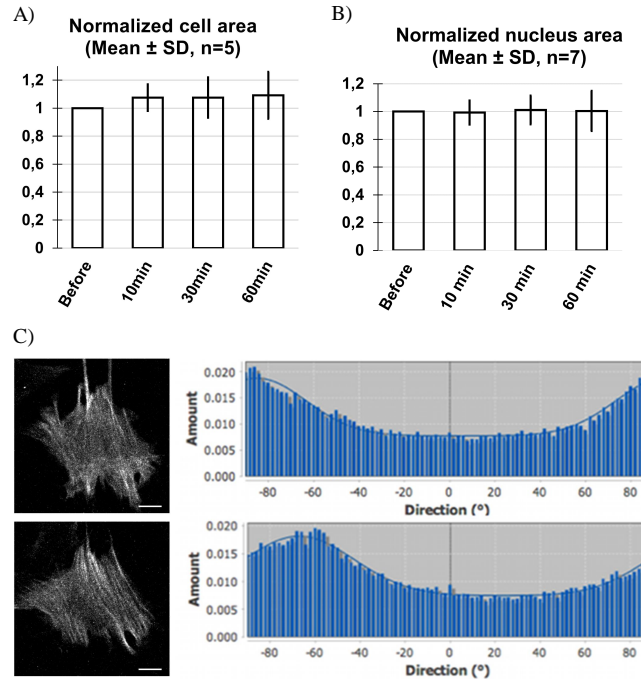 A)
Normalized cell area
(Mean ± SD, n=5)
1,2
1
0,8
0,6
0,4
0,2
0
Before
10min
30min
60min
B)
Normalized nucleus area
(Mean ± SD, n=7)
1,2
1
0,8
0,6
0,4
0,2
0
Before
10 min
30 min
60 min
C)
Amount
0.020
0.015
0.010
0.005
0.000
-80 -60 -40 -20 0 20 40 60 80
Direction (°)
Amount
0.020
0.015
0.010
0.005
0.000
-80 -60 -40 -20 0 20 40 60 80
Direction (°)